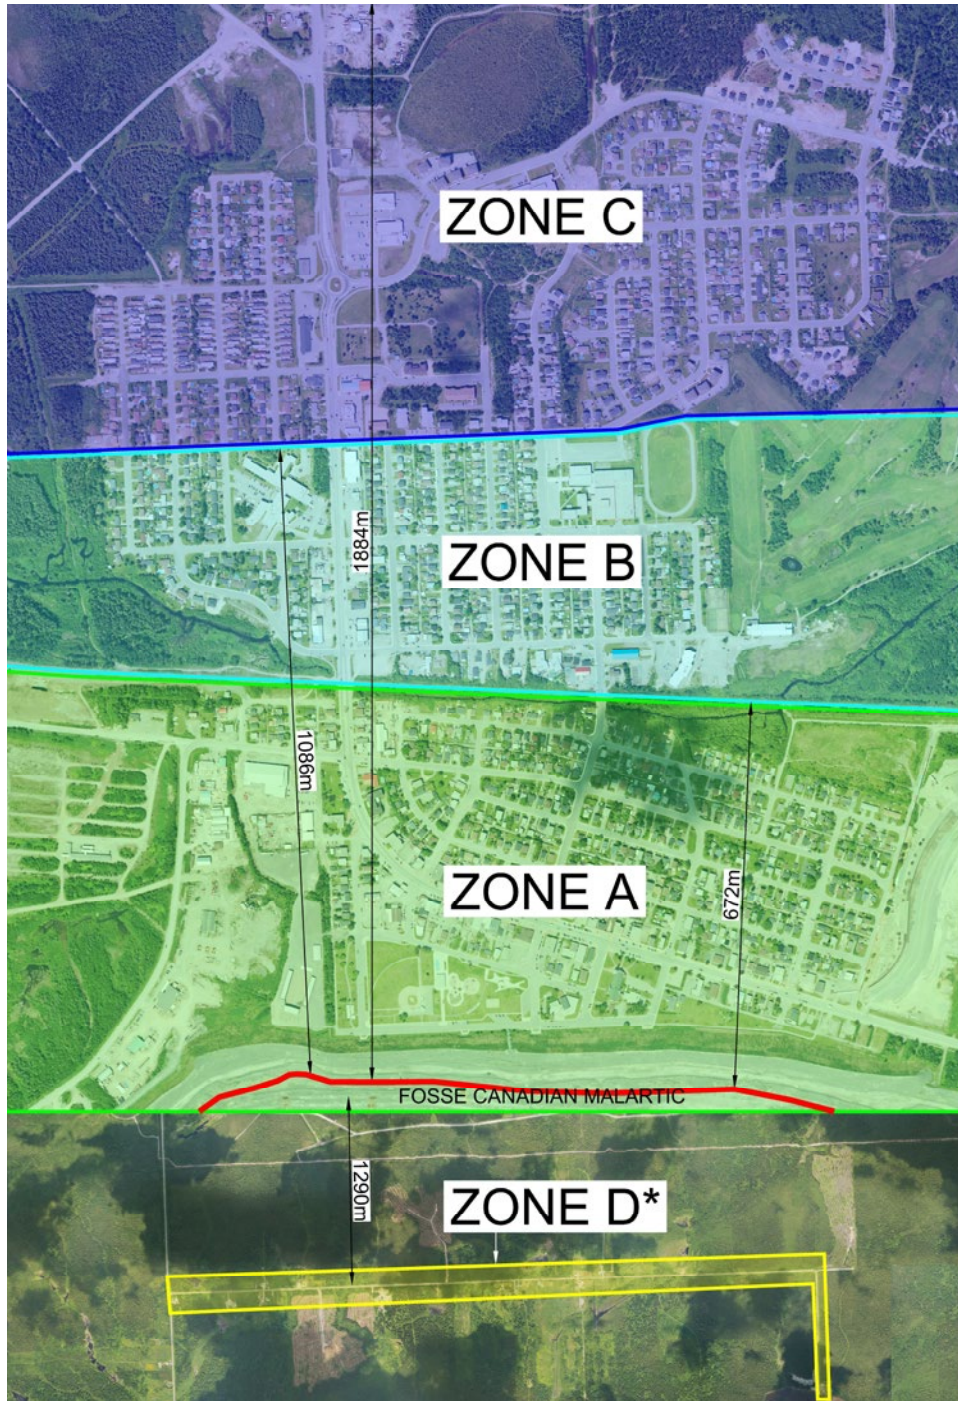 ZONE C
1884m
ZONE B
1086m
ZONE A
672m
FOSSE CANADIAN MALARTIC
1290m
ZONE D*